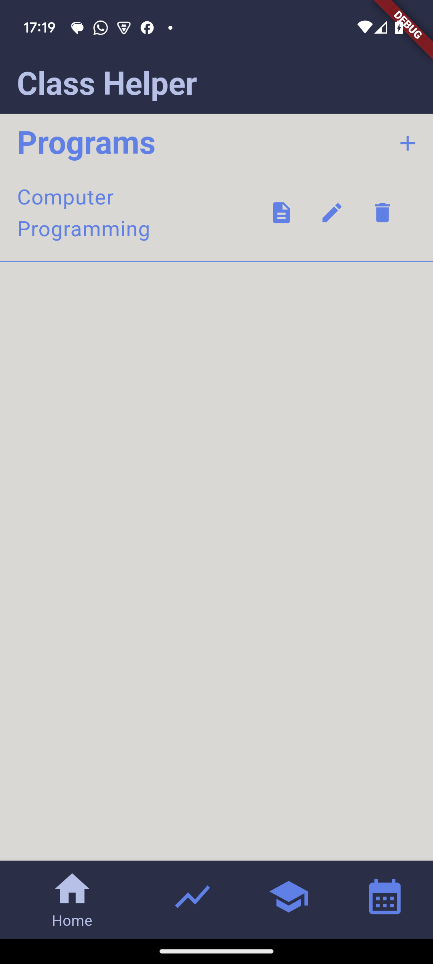 17:19
DEBUG
Class Helper
Programs
Computer
Programming
Home